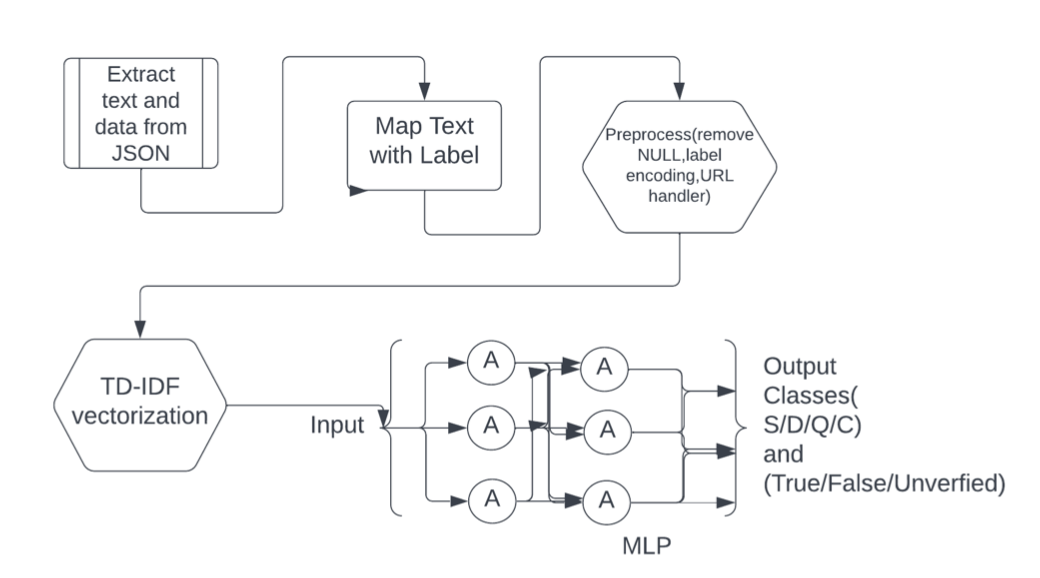 Extract
text and
data from
JSON
Map Text
with Label
Preprocess(remove
NULL,label
encoding,URL
handler)
TD-IDF
vectorization
Input
A
A
A
A
A
A
MLP
Output
Classes(
S/D/Q/C)
and
(True/False/Unverfied)